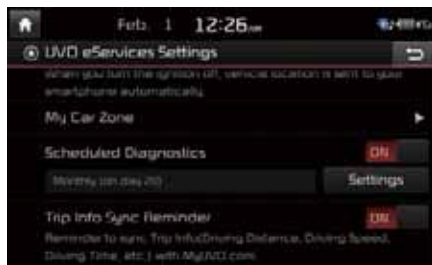 Feb. 1 12:26 AM
UVO eServices Settings
When you turn the ignition off, vehicle location is sent to your
smartphone automatically.
My Car Zone
Scheduled Diagnostics ON
Monthly (on day 20) Settings
Trip Info Sync Reminder ON
Reminder to sync Trip Info(Driving Distance, Driving Speed,
Driving Time, etc.) with MyUVO.com